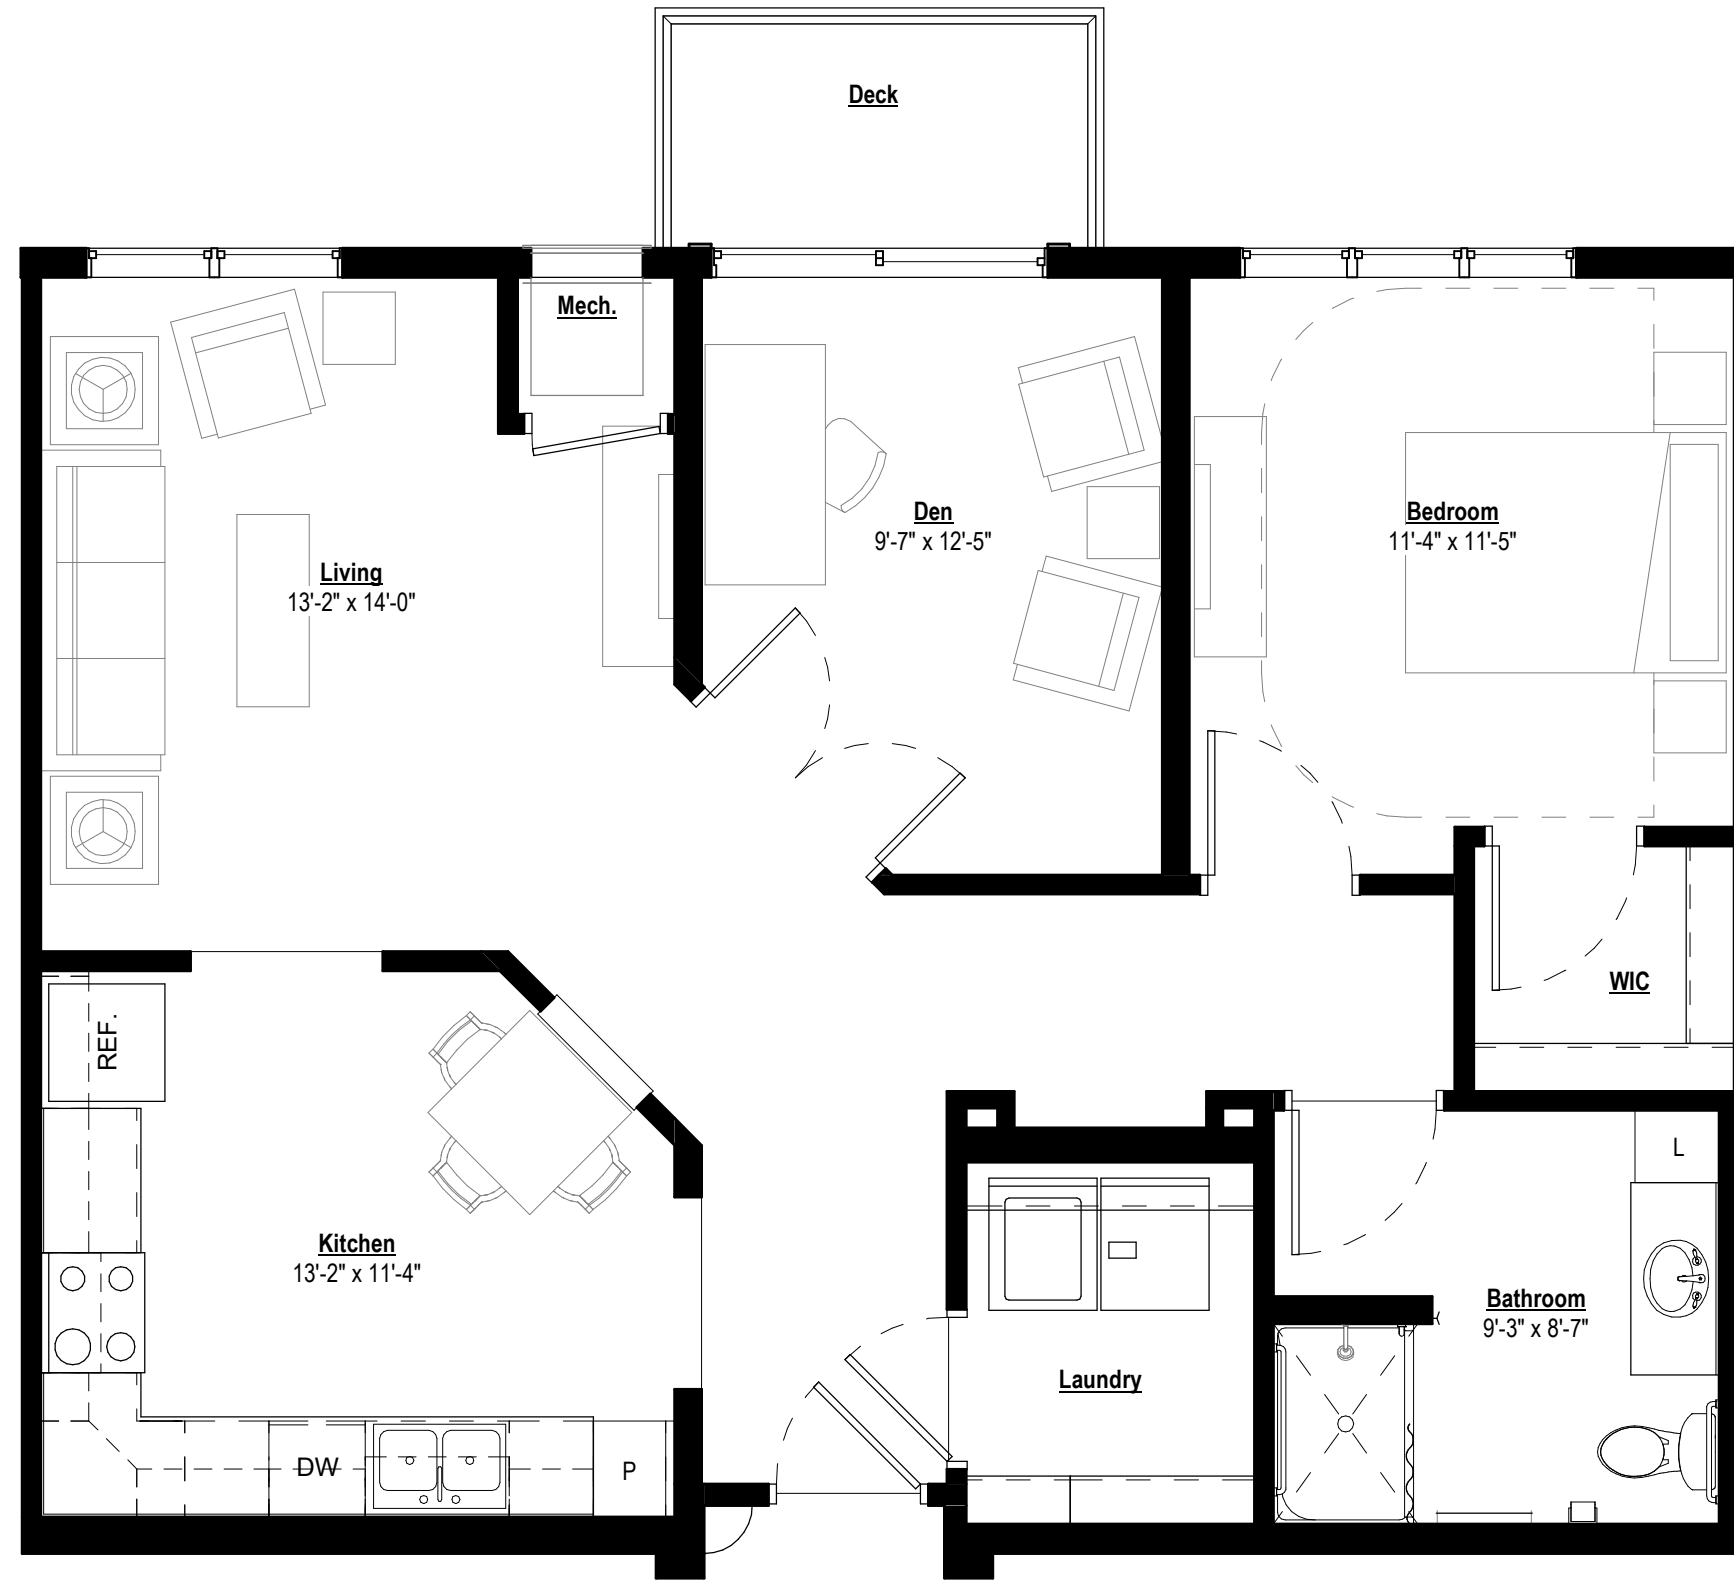 Deck
Mech.
Den
9'-7" x 12'-5"
Bedroom
11'-4" x 11'-5"
Living
13'-2" x 14'-0"
WIC
REF.
L
Kitchen
13'-2" x 11'-4"
Bathroom
9'-3" x 8'-7"
Laundry
DW
P